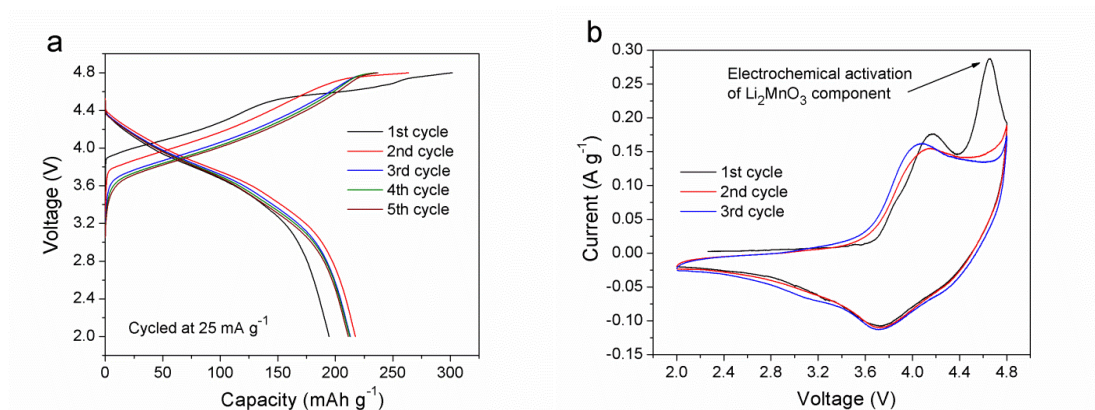 a
Voltage (V)
4.8
4.4
4.0
3.6
3.2
2.8
2.4
2.0
1st cycle
2nd cycle
3rd cycle
4th cycle
5th cycle
Cycled at 25 mA g⁻¹
0 50 100 150 200 250 300
Capacity (mAh g⁻¹)
b
Current (A g⁻¹)
0.30
0.25
0.20
0.15
0.10
0.05
0.00
-0.05
-0.10
-0.15
Electrochemical activation
of Li₂MnO₃ component
1st cycle
2nd cycle
3rd cycle
2.0 2.4 2.8 3.2 3.6 4.0 4.4 4.8
Voltage (V)